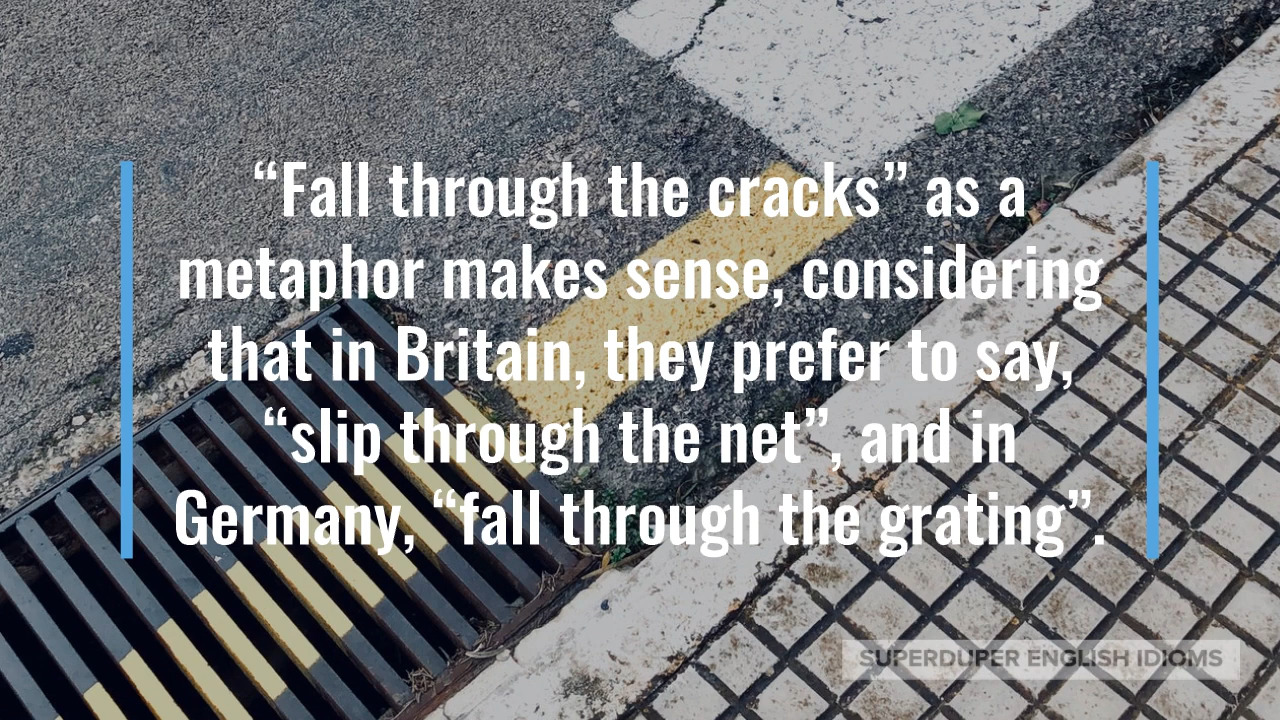 “Fall through the cracks” as a
metaphor makes sense, considering
that in Britain, they prefer to say,
“slip through the net”, and in
Germany, “fall through the grating”.
SUPERDUPER ENGLISH IDIOMS